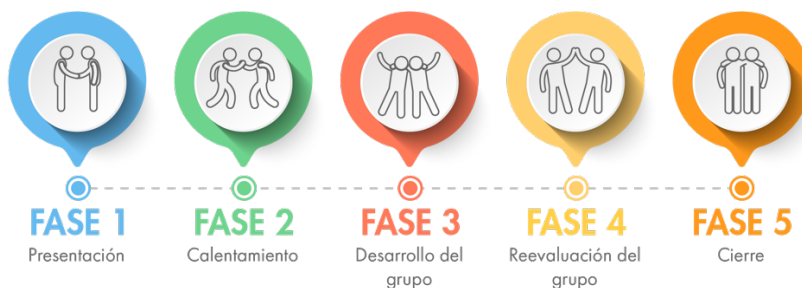 FASE 1
Presentación
FASE 2
Calentamiento
FASE 3
Desarrollo del
grupo
FASE 4
Reevaluación del
grupo
FASE 5
Cierre